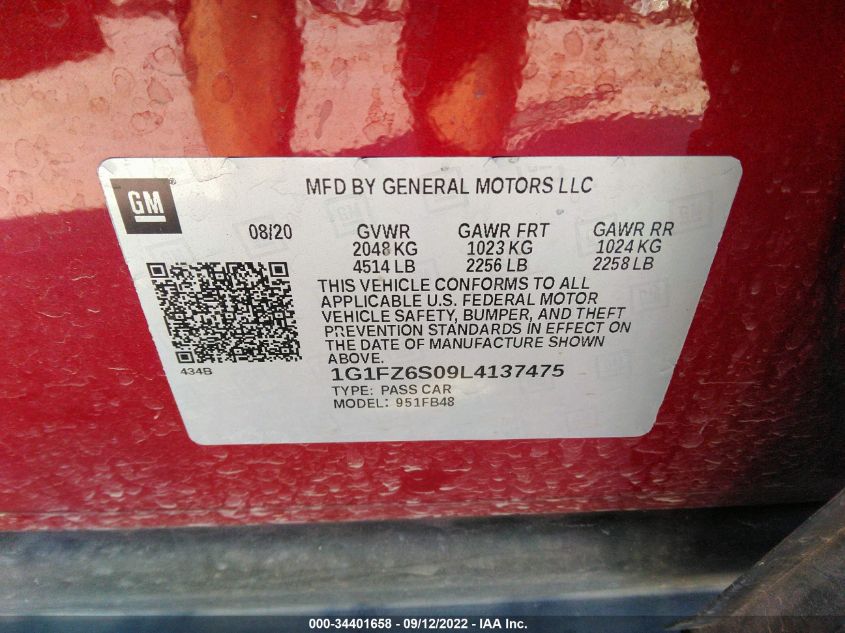 GM
MFD BY GENERAL MOTORS LLC
08/20 GVWR GAWR FRT GAWR RR
2048 KG 1023 KG 1024 KG
4514 LB 2256 LB 2258 LB
THIS VEHICLE CONFORMS TO ALL
APPLICABLE U.S. FEDERAL MOTOR
VEHICLE SAFETY, BUMPER, AND THEFT
PREVENTION STANDARDS IN EFFECT ON
THE DATE OF MANUFACTURE SHOWN
ABOVE.
434B
1G1FZ6S09L4137475
TYPE: PASS CAR
MODEL: 951FB48
000-34401658 - 09/12/2022 - IAA Inc.